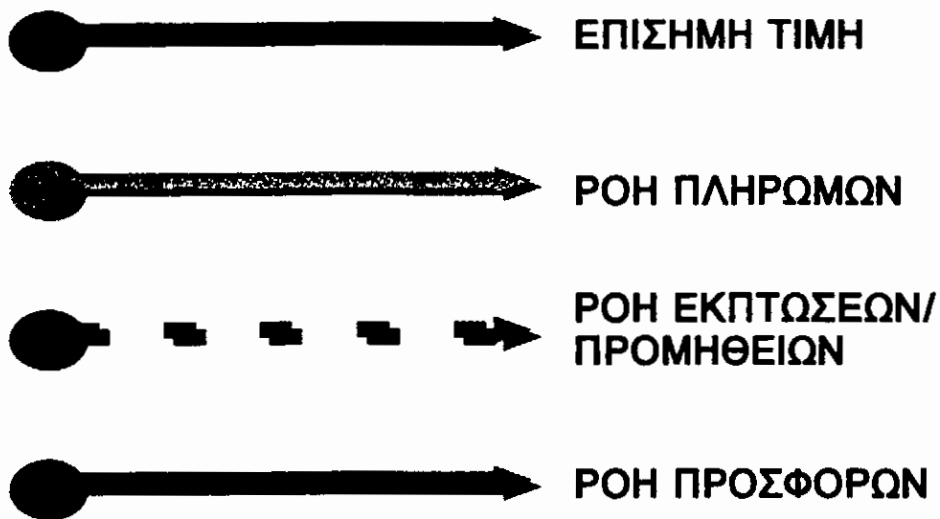 ΕΠΙΣΗΜΗ ΤΙΜΗ
ΡΟΗ ΠΛΗΡΩΜΩΝ
ΡΟΗ ΕΚΠΤΩΣΕΩΝ/
ΠΡΟΜΗΘΕΙΩΝ
ΡΟΗ ΠΡΟΣΦΟΡΩΝ